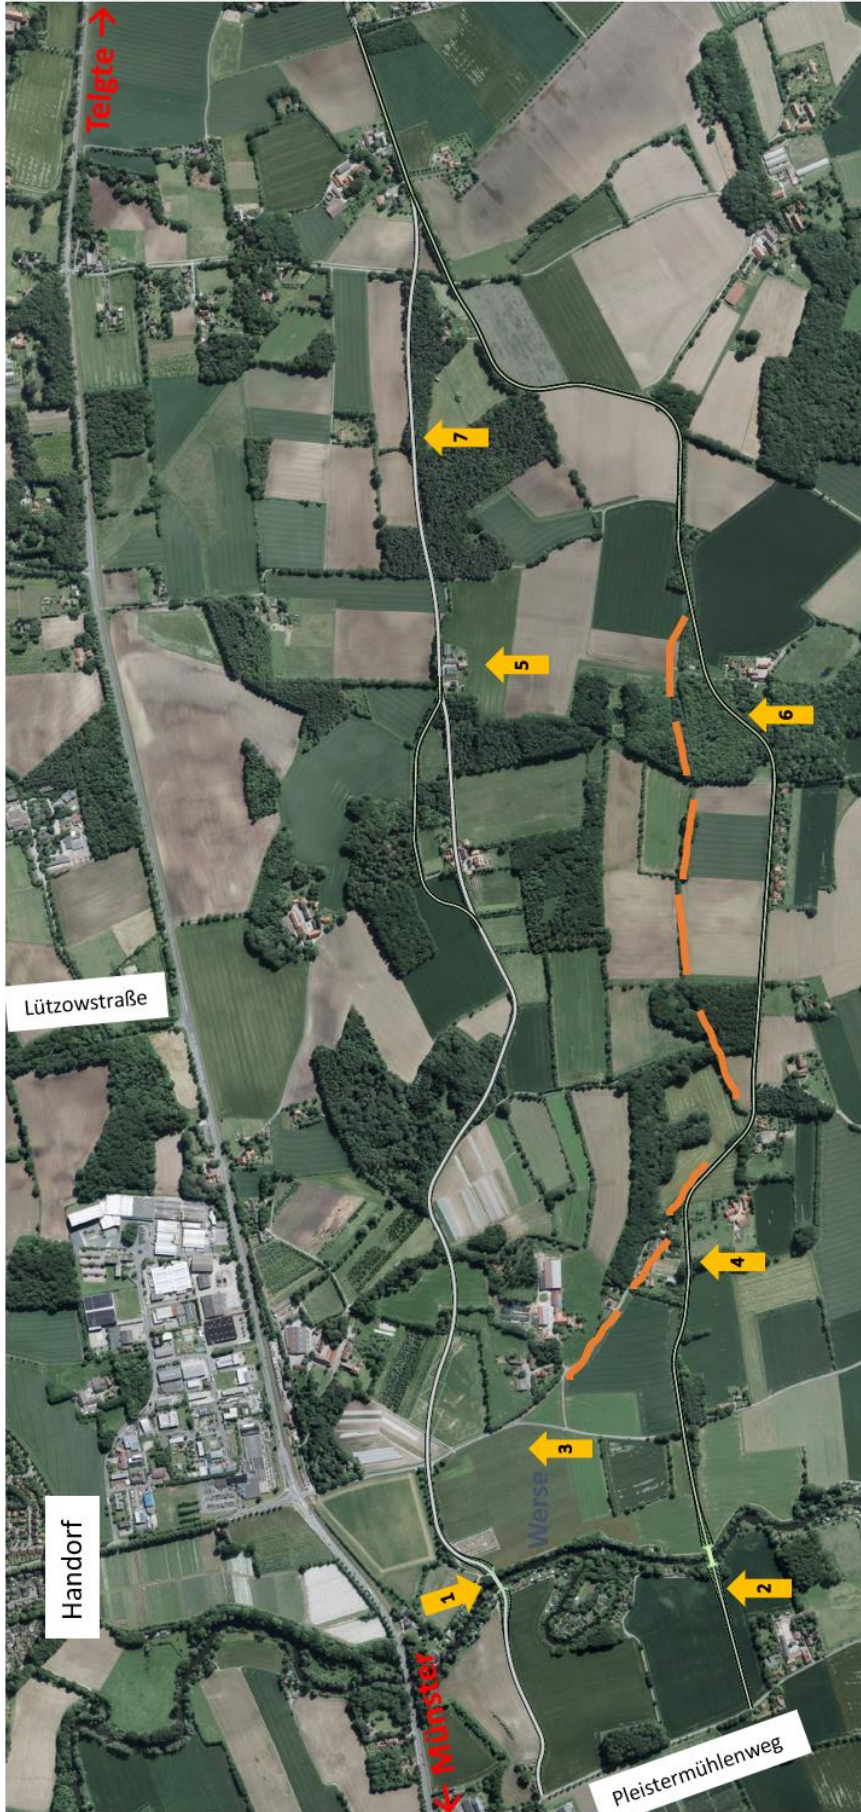 Telgte →
Lützowstraße
Handorf
← Münster
Werse
Pleistermühlenweg
1
2
3
4
5
6
7